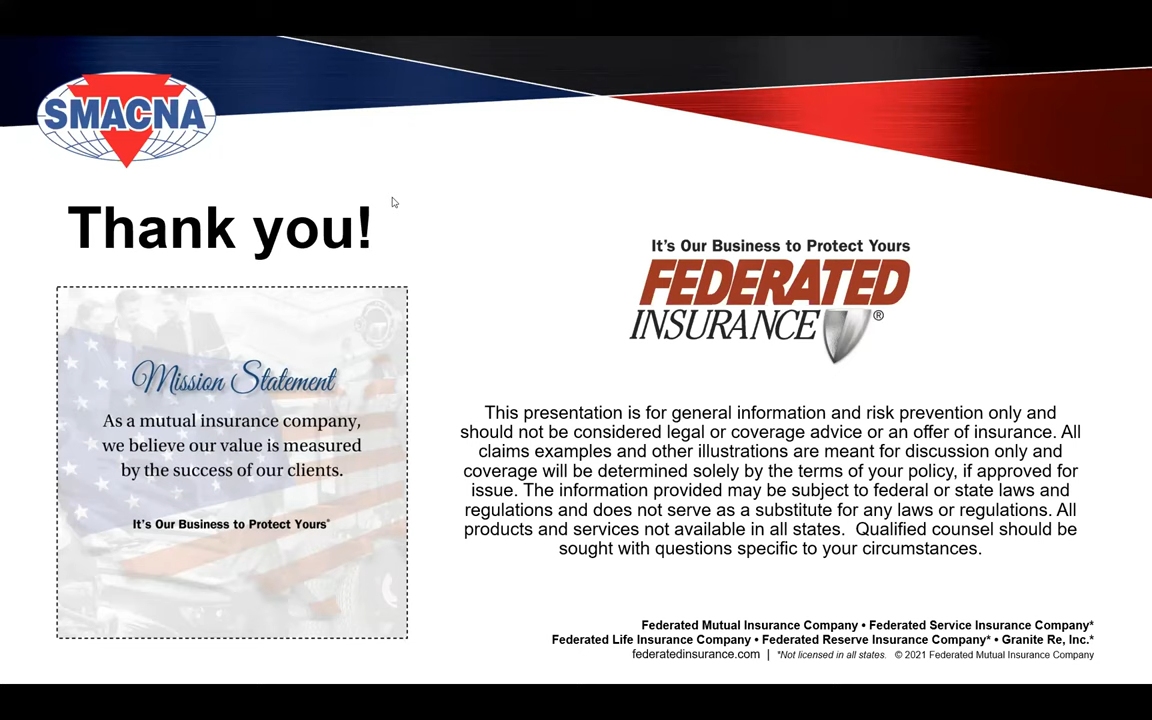 SMACNA
Thank you!
Mission Statement
As a mutual insurance company,
we believe our value is measured
by the success of our clients.
It's Our Business to Protect Yours*
It's Our Business to Protect Yours
FEDERATED
INSURANCE ®
This presentation is for general information and risk prevention only and
should not be considered legal or coverage advice or an offer of insurance. All
claims examples and other illustrations are meant for discussion only and
coverage will be determined solely by the terms of your policy, if approved for
issue. The information provided may be subject to federal or state laws and
regulations and does not serve as a substitute for any laws or regulations. All
products and services not available in all states.  Qualified counsel should be
sought with questions specific to your circumstances.
Federated Mutual Insurance Company • Federated Service Insurance Company*
Federated Life Insurance Company • Federated Reserve Insurance Company* • Granite Re, Inc.*
federatedinsurance.com | *Not licensed in all states. © 2021 Federated Mutual Insurance Company